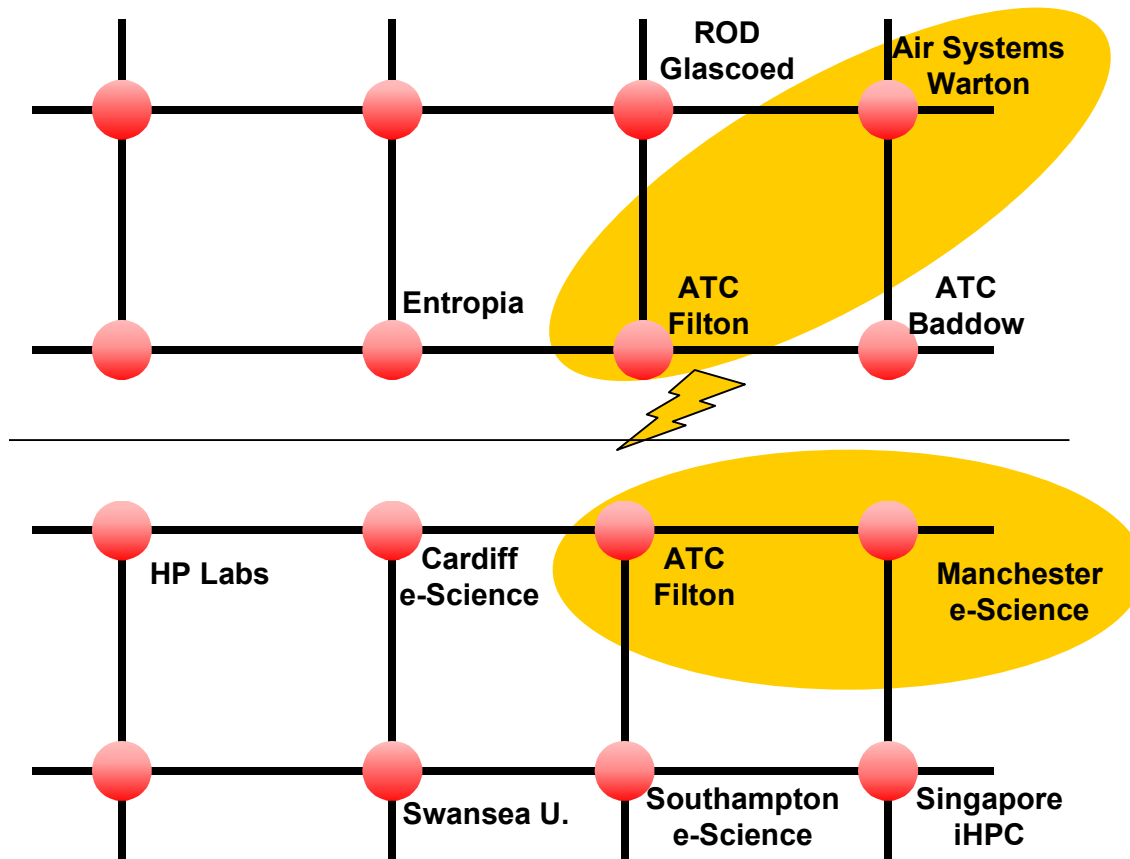 ROD
Glascoed
Air Systems
Warton
Entropia
ATC
Filton
ATC
Baddow
HP Labs
Cardiff
e-Science
ATC
Filton
Manchester
e-Science
Swansea U.
Southampton
e-Science
Singapore
iHPC